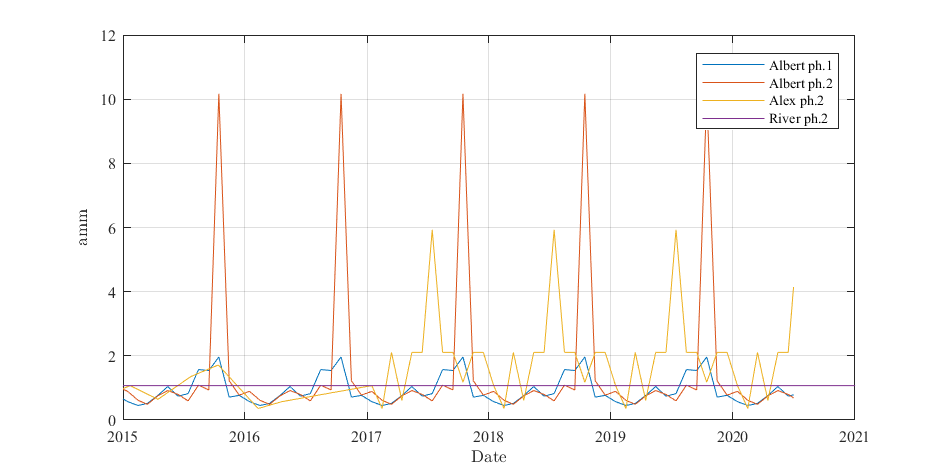 12
10
8
6
4
2
0
amm
2015
2016
2017
2018
2019
2020
2021
Date
Albert ph.1
Albert ph.2
Alex ph.2
River ph.2